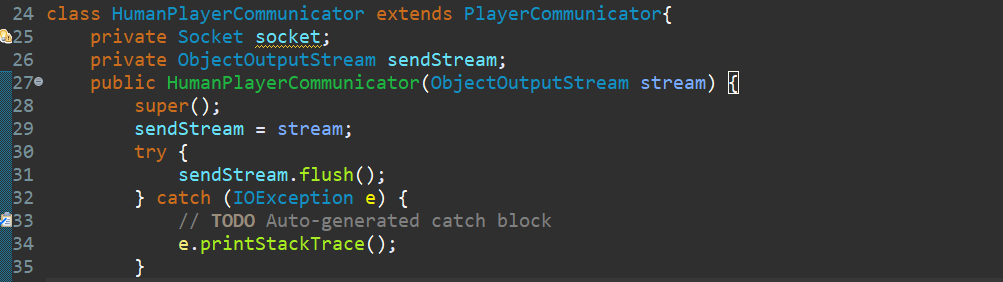 24 class HumanPlayerCommunicator extends PlayerCommunicator{
25     private Socket socket;
26     private ObjectOutputStream sendStream;
27     public HumanPlayerCommunicator(ObjectOutputStream stream) {
28         super();
29         sendStream = stream;
30         try {
31             sendStream.flush();
32         } catch (IOException e) {
33             // TODO Auto-generated catch block
34             e.printStackTrace();
35         }